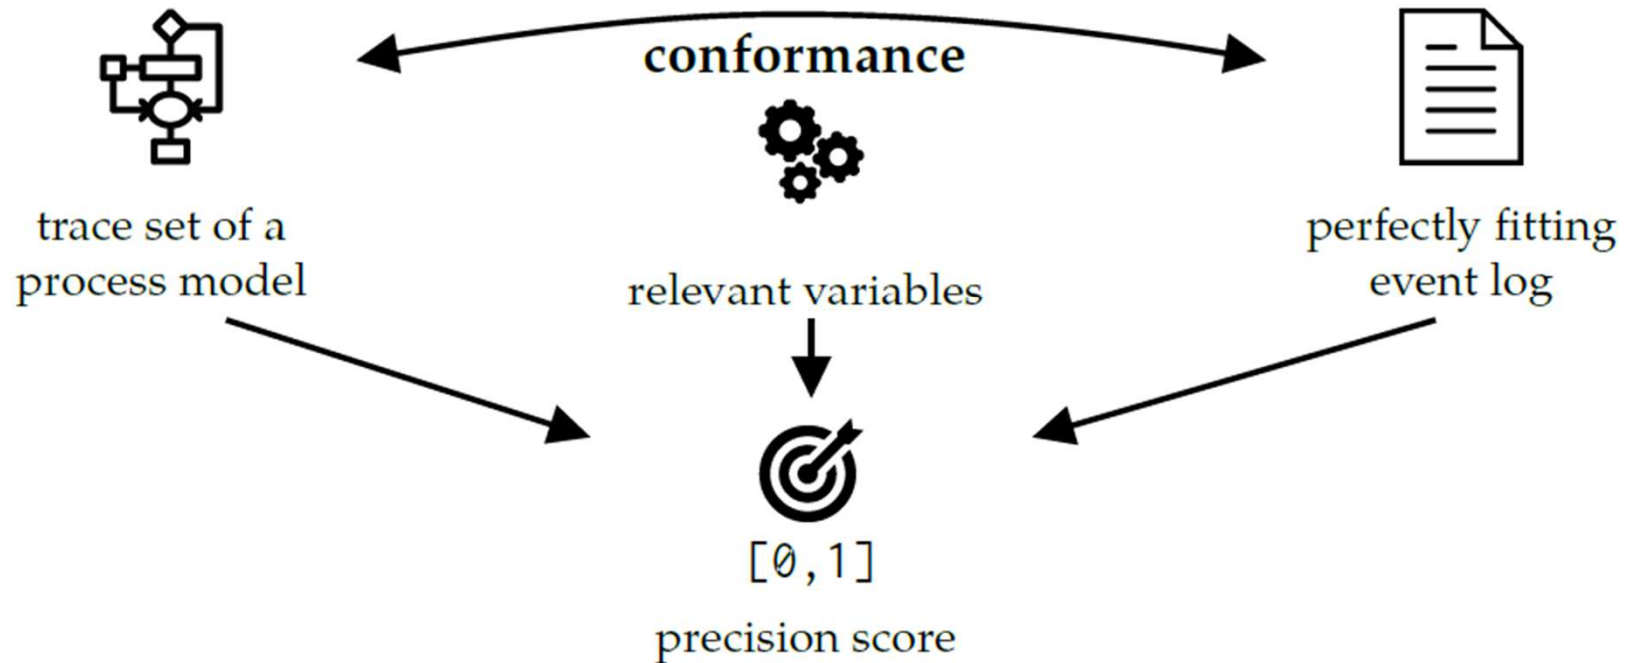 conformance
trace set of a
process model
relevant variables
perfectly fitting
event log
[0,1]
precision score